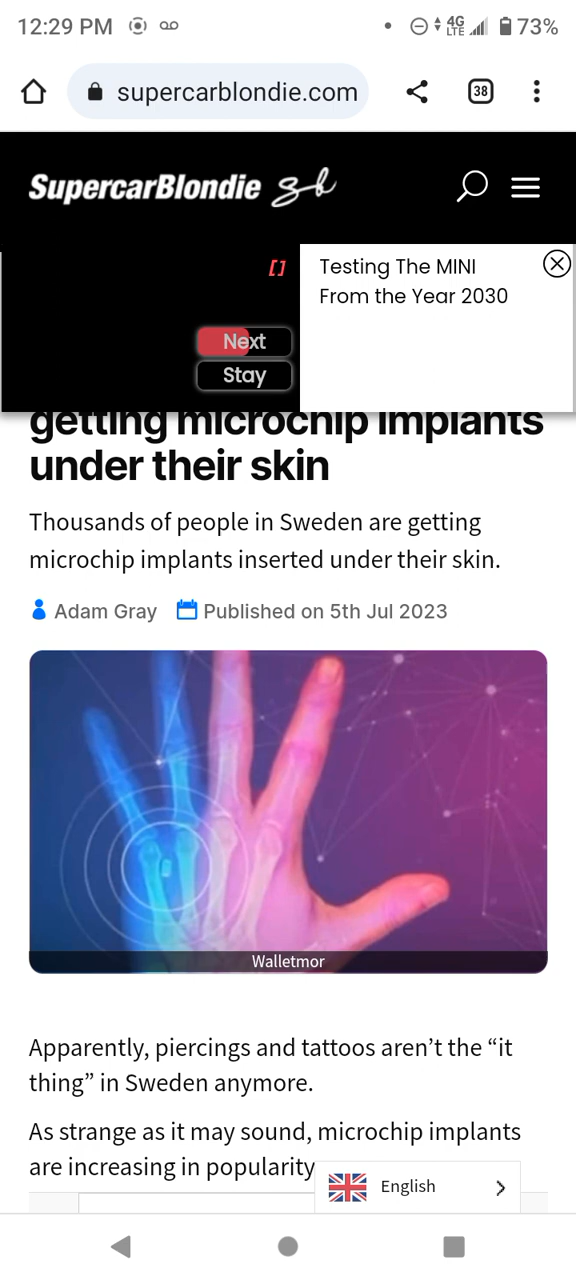 12:29 PM
4G
LTE
73%
supercarblondie.com
38
SupercarBlondie sb
[]
Testing The MINI
From the Year 2030
Next
Stay
getting microchip implants
under their skin
Thousands of people in Sweden are getting
microchip implants inserted under their skin.
Adam Gray Published on 5th Jul 2023
Walletmor
Apparently, piercings and tattoos aren’t the “it
thing” in Sweden anymore.
As strange as it may sound, microchip implants
are increasing in popularity
English